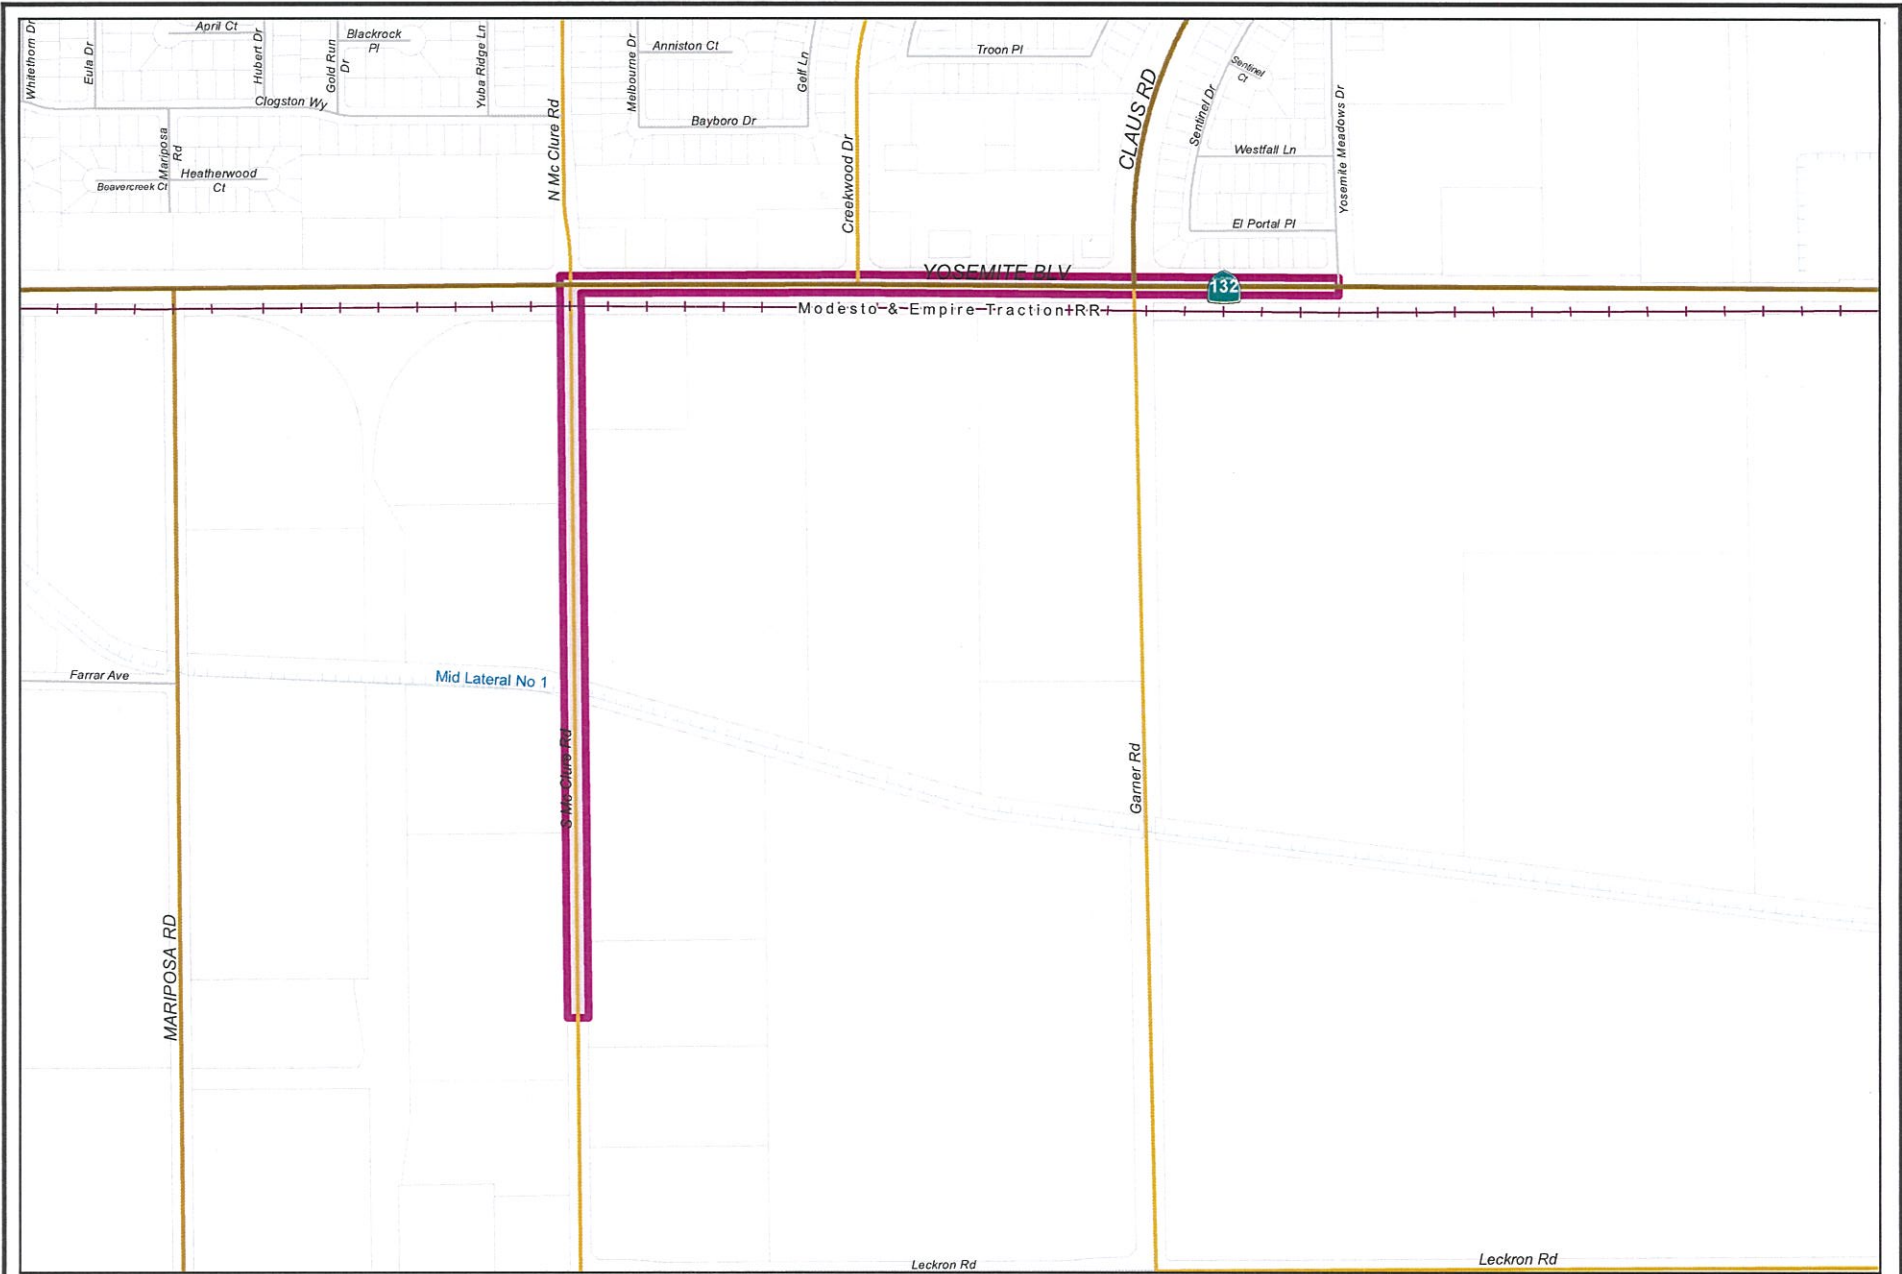 Whitethorn Dr
Eula Dr
April Ct
Hubert Dr
Gold Run
Dr
Blackrock
Pl
Yuba Ridge Ln
Clogston Wy
Mariposa
Rd
Beavercreek Ct
Heatherwood
Ct
N Mc Clure Rd
Melbourne Dr
Anniston Ct
Golf Ln
Bayboro Dr
Creekwood Dr
Troon Pl
CLAUS RD
Sentinel Dr
Sentinel
Ct
Westfall Ln
El Portal Pl
Yosemite Meadows Dr
YOSEMITE BLV
132
Modesto & Empire Traction RR
Farrar Ave
Mid Lateral No 1
S Mc Clure Rd
Garner Rd
MARIPOSA RD
Leckron Rd
Leckron Rd